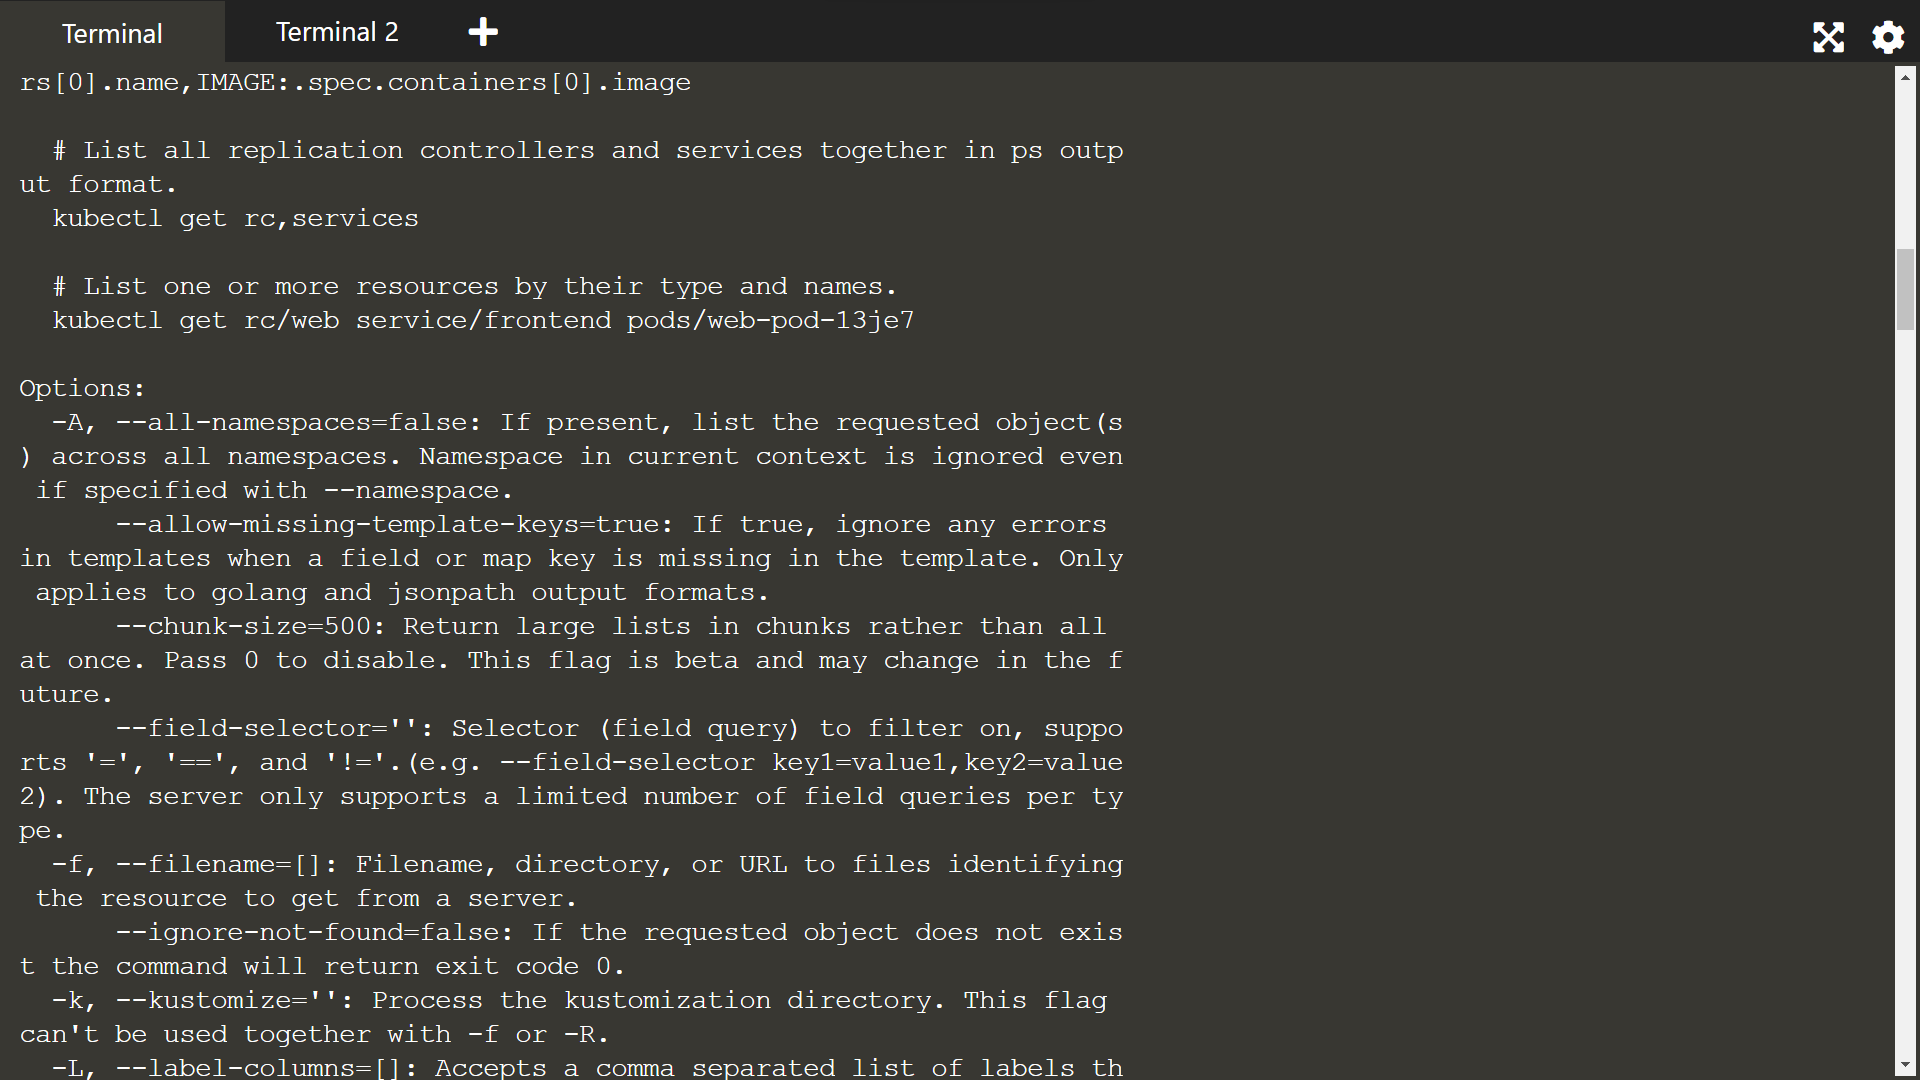 Terminal
Terminal 2
rs[0].name,IMAGE:.spec.containers[0].image
# List all replication controllers and services together in ps outp
ut format.
kubectl get rc,services
# List one or more resources by their type and names.
kubectl get rc/web service/frontend pods/web-pod-13je7
Options:
-A, --all-namespaces=false: If present, list the requested object(s
) across all namespaces. Namespace in current context is ignored even
if specified with --namespace.
--allow-missing-template-keys=true: If true, ignore any errors
in templates when a field or map key is missing in the template. Only
applies to golang and jsonpath output formats.
--chunk-size=500: Return large lists in chunks rather than all
at once. Pass 0 to disable. This flag is beta and may change in the f
uture.
--field-selector='': Selector (field query) to filter on, suppo
rts '=', '==', and '!='.(e.g. --field-selector key1=value1,key2=value
2). The server only supports a limited number of field queries per ty
pe.
-f, --filename=[]: Filename, directory, or URL to files identifying
the resource to get from a server.
--ignore-not-found=false: If the requested object does not exis
t the command will return exit code 0.
-k, --kustomize='': Process the kustomization directory. This flag
can't be used together with -f or -R.
-L, --label-columns=[]: Accepts a comma separated list of labels th